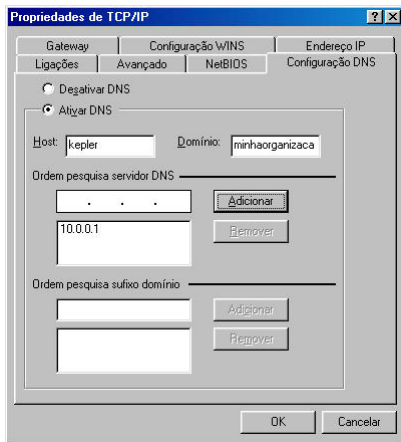 Propriedades de TCP/IP
Gateway Configuração WINS Endereço IP
Ligações Avançado NetBIOS Configuração DNS
Desativar DNS
Ativar DNS
Host: kepler Domínio: minhaorganizaca
Ordem pesquisa servidor DNS
. . . Adicionar
10.0.0.1 Remover
Ordem pesquisa sufixo domínio
Adicionar
Remover
OK Cancelar